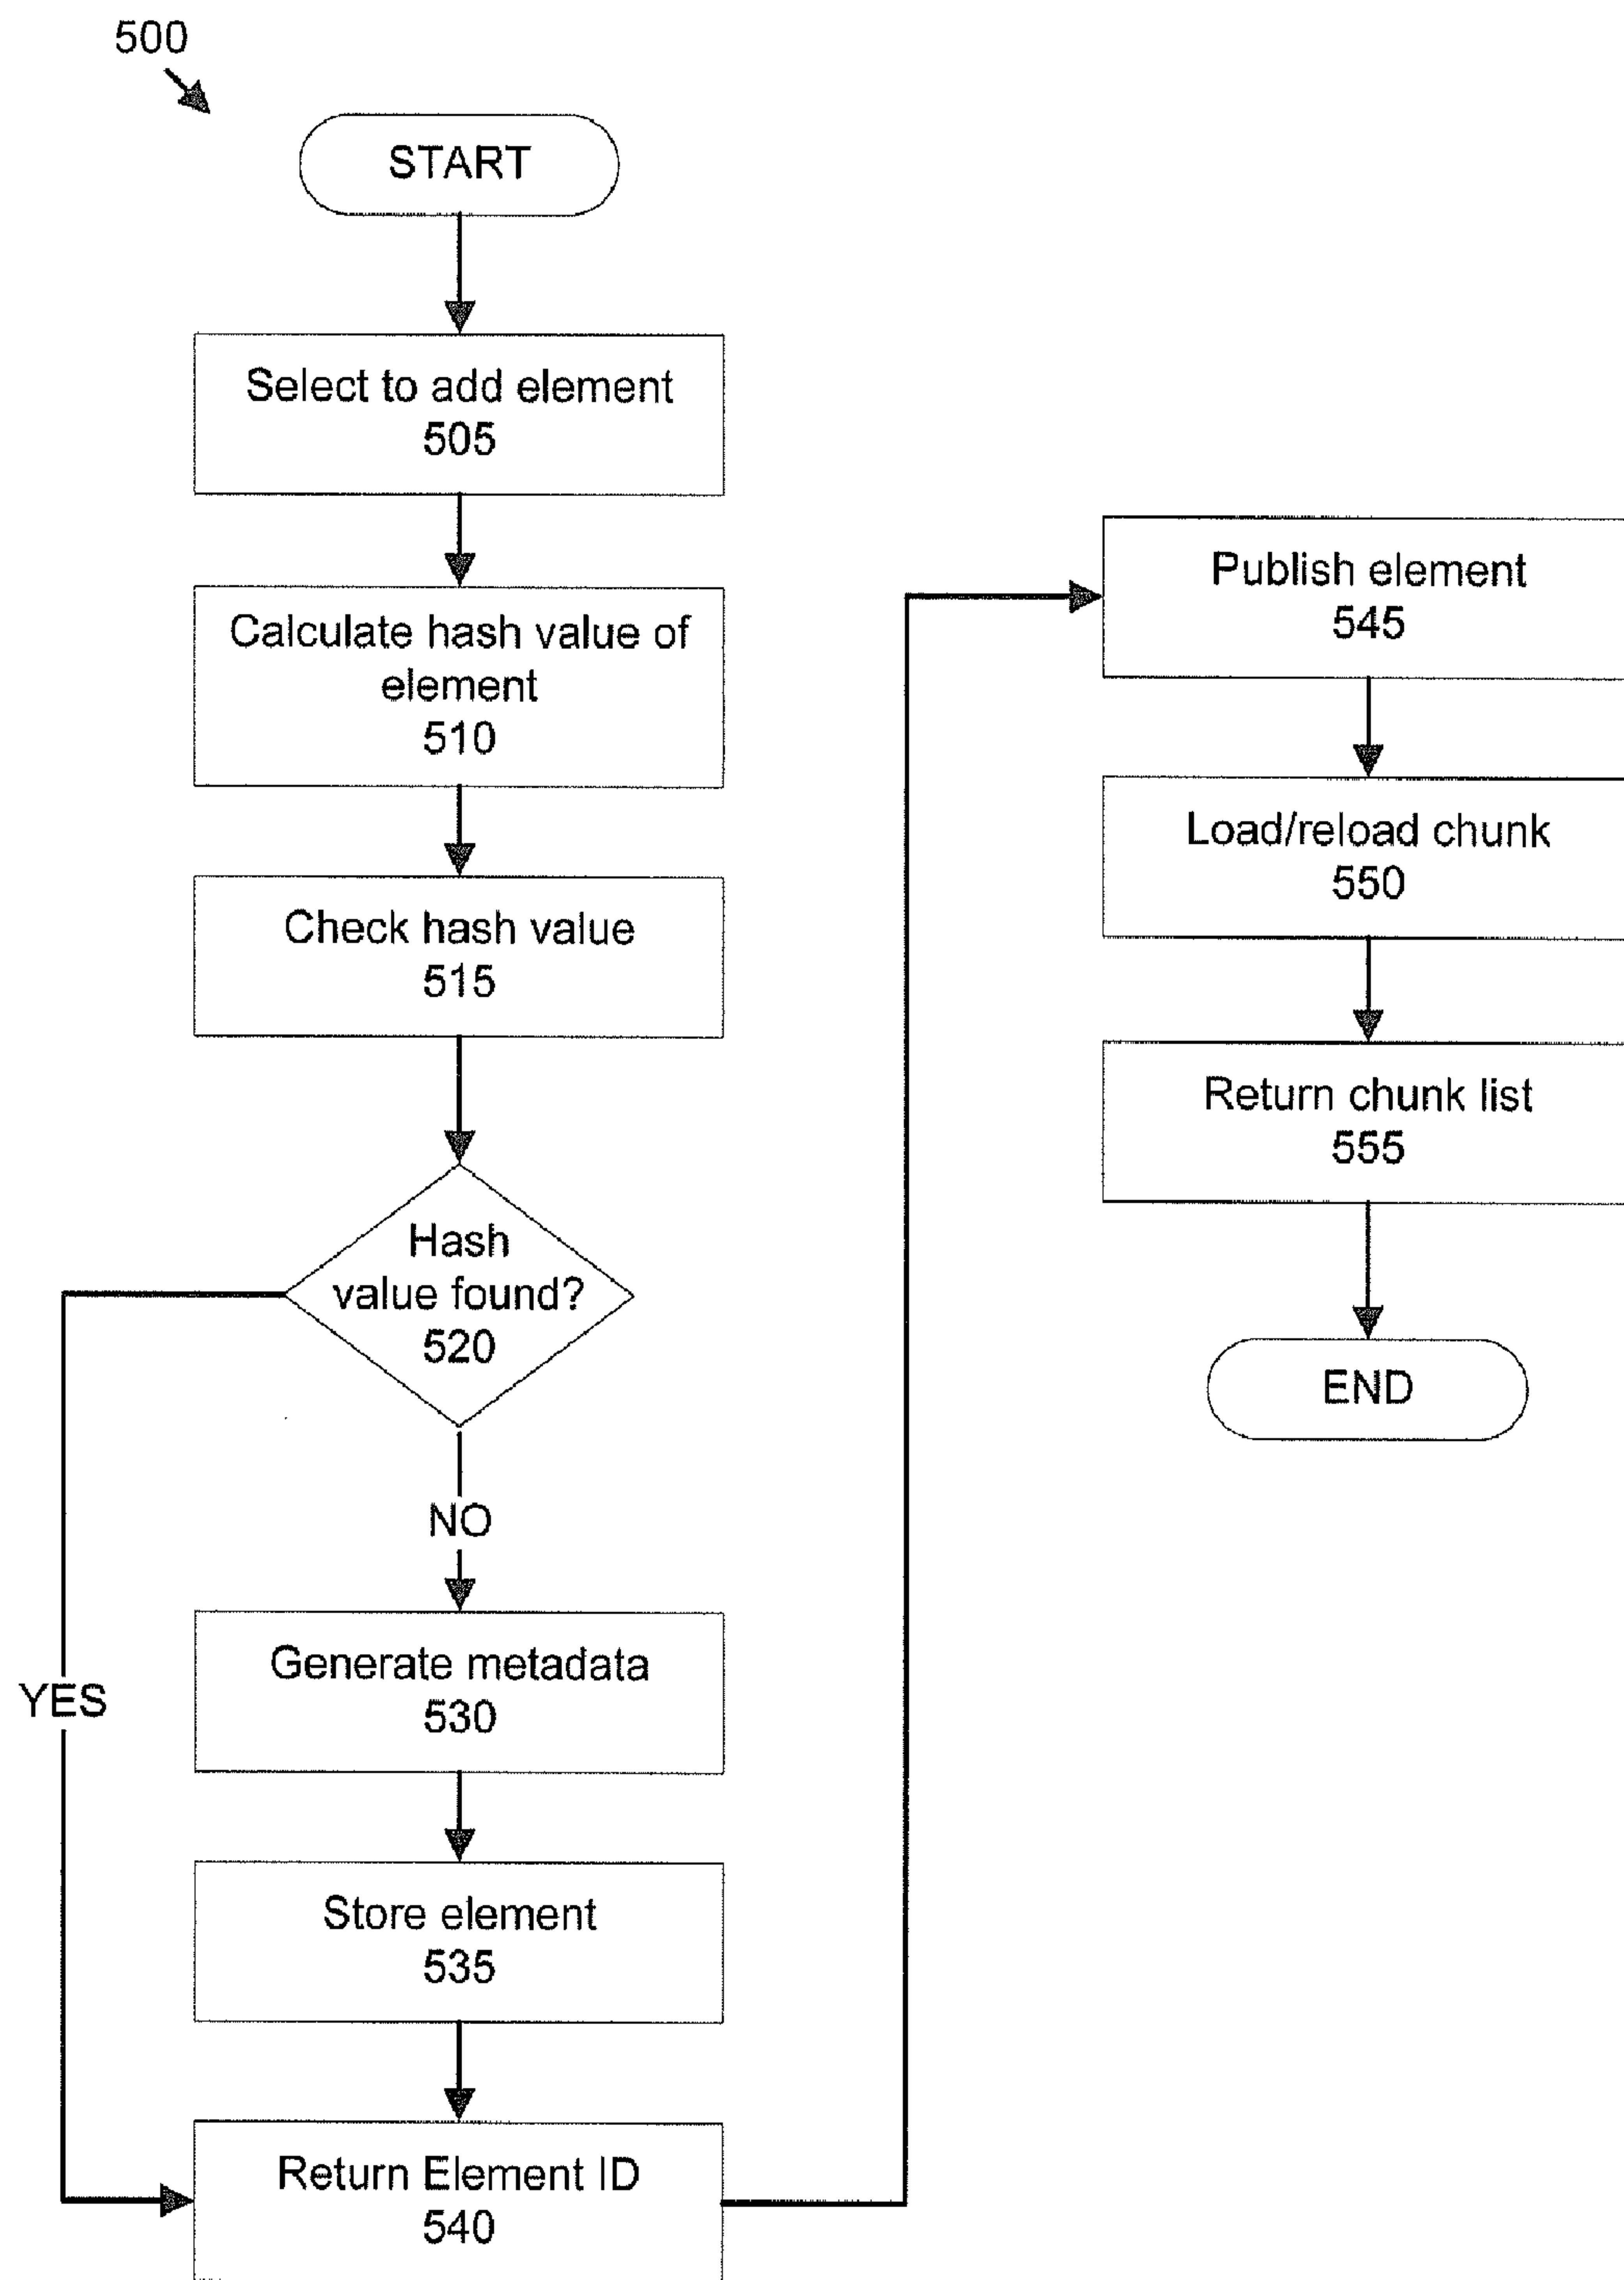 500
START
Select to add element
505
Calculate hash value of
element
510
Check hash value
515
Hash
value found?
520
NO
YES
Generate metadata
530
Store element
535
Return Element ID
540
Publish element
545
Load/reload chunk
550
Return chunk list
555
END